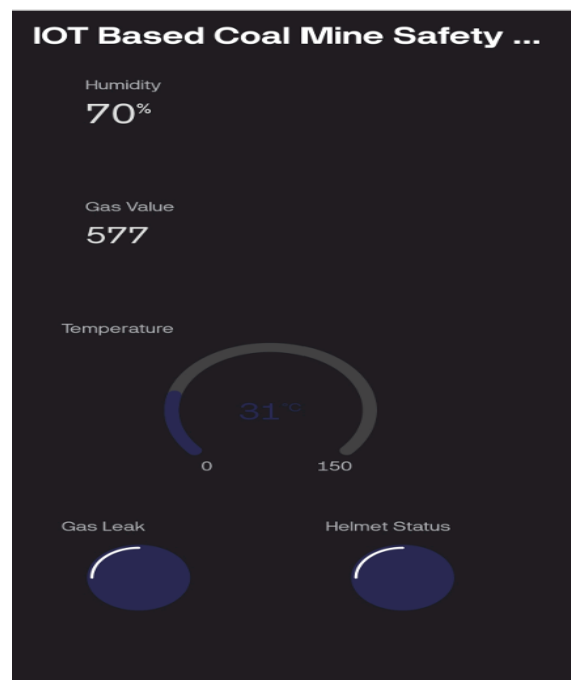 IOT Based Coal Mine Safety ...
Humidity
70%
Gas Value
577
Temperature
31°C
0 150
Gas Leak Helmet Status